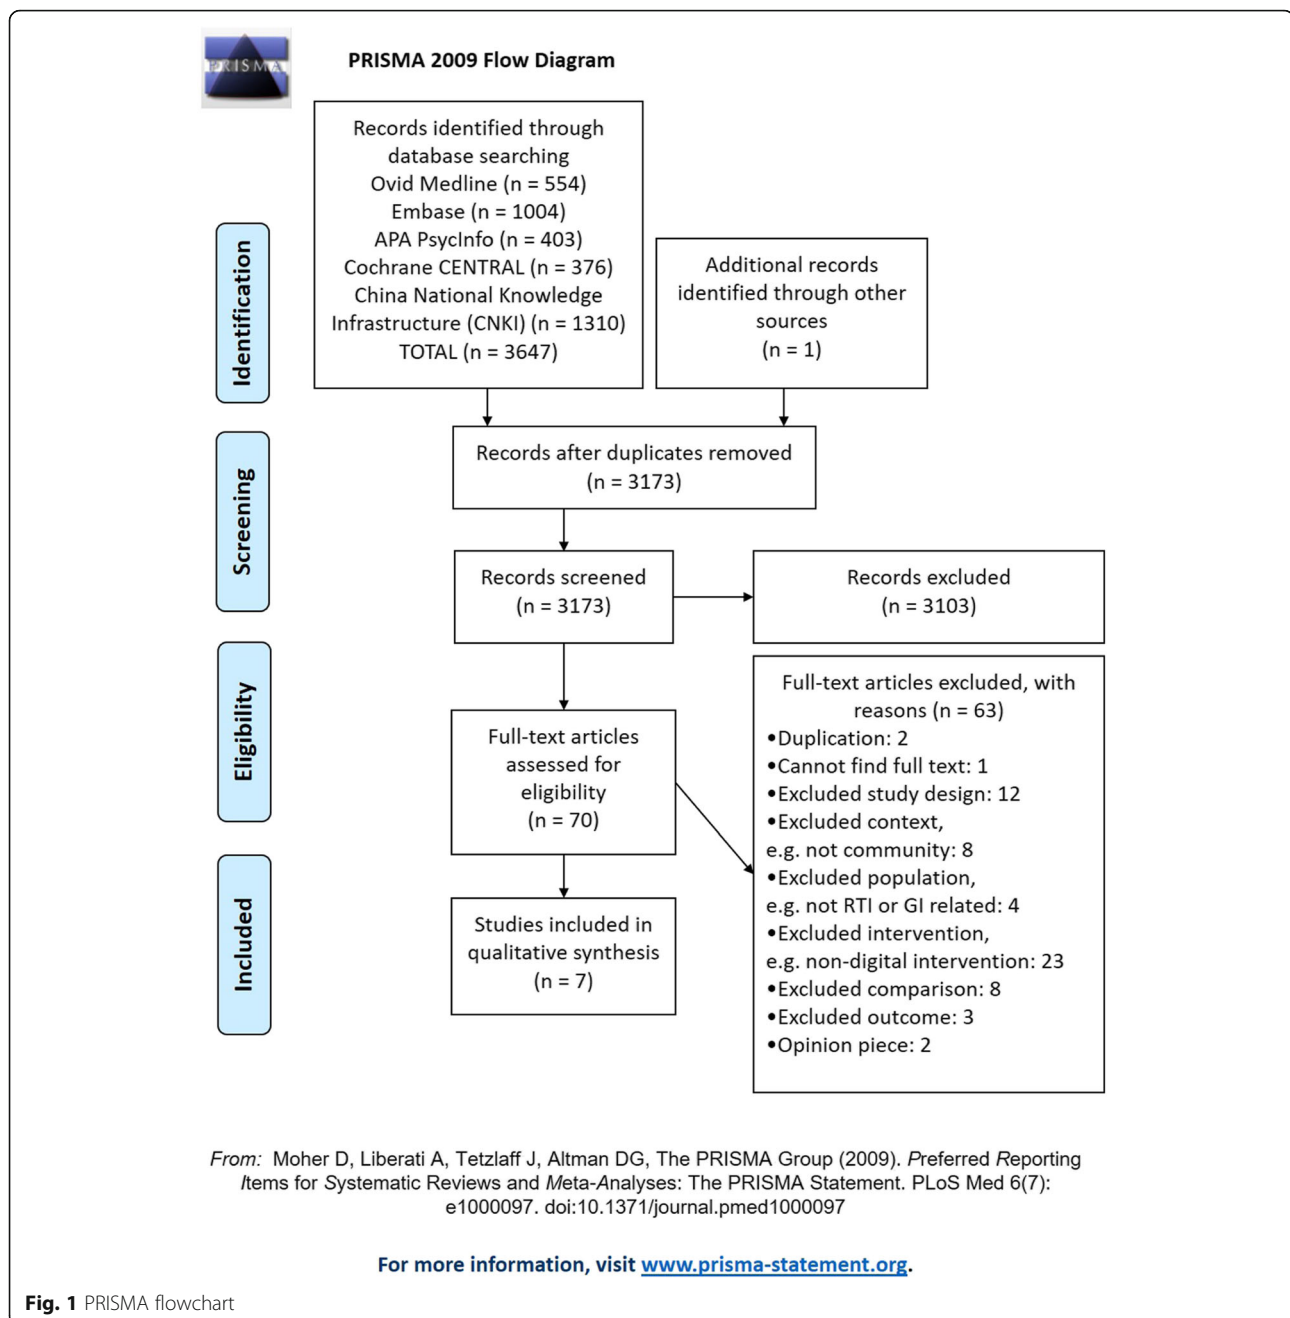 PRISMA
PRISMA 2009 Flow Diagram
Records identified through
database searching
Ovid Medline (n = 554)
Embase (n = 1004)
APA PsycInfo (n = 403)
Cochrane CENTRAL (n = 376)
China National Knowledge
Infrastructure (CNKI) (n = 1310)
TOTAL (n = 3647)
Additional records
identified through other
sources
(n = 1)
Identification
Records after duplicates removed
(n = 3173)
Screening
Records screened
(n = 3173)
Records excluded
(n = 3103)
Eligibility
Full-text articles
assessed for
eligibility
(n = 70)
Full-text articles excluded, with
reasons (n = 63)
•Duplication: 2
•Cannot find full text: 1
•Excluded study design: 12
•Excluded context,
e.g. not community: 8
•Excluded population,
e.g. not RTI or GI related: 4
•Excluded intervention,
e.g. non-digital intervention: 23
•Excluded comparison: 8
•Excluded outcome: 3
•Opinion piece: 2
Included
Studies included in
qualitative synthesis
(n = 7)
From: Moher D, Liberati A, Tetzlaff J, Altman DG, The PRISMA Group (2009). Preferred Reporting
Items for Systematic Reviews and Meta-Analyses: The PRISMA Statement. PLoS Med 6(7):
e1000097. doi:10.1371/journal.pmed1000097
For more information, visit www.prisma-statement.org.
Fig. 1 PRISMA flowchart